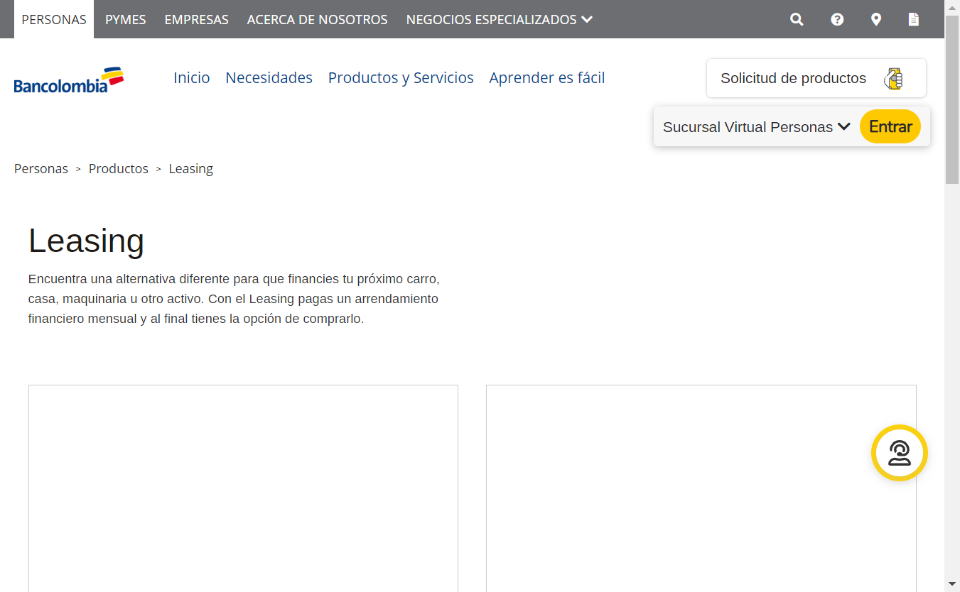 PERSONAS PYMES EMPRESAS ACERCA DE NOSOTROS NEGOCIOS ESPECIALIZADOS
Bancolombia Inicio Necesidades Productos y Servicios Aprender es fácil Solicitud de productos
Sucursal Virtual Personas Entrar
Personas > Productos > Leasing
Leasing
Encuentra una alternativa diferente para que financies tu próximo carro,
casa, maquinaria u otro activo. Con el Leasing pagas un arrendamiento
financiero mensual y al final tienes la opción de comprarlo.